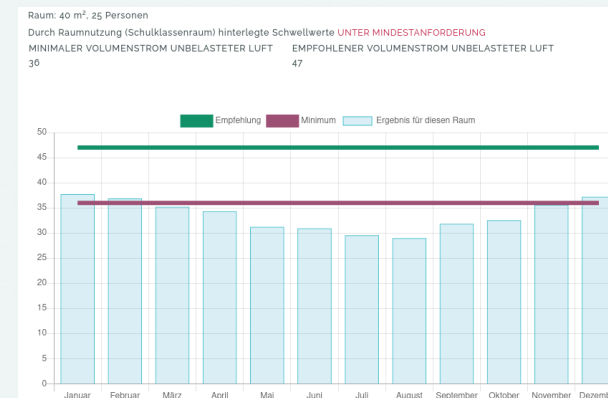 Raum: 40 m², 25 Personen
Durch Raumnutzung (Schulklassenraum) hinterlegte Schwellwerte UNTER MINDESTANFORDERUNG
MINIMALER VOLUMENSTROM UNBELASTETER LUFT EMPFOHLENER VOLUMENSTROM UNBELASTETER LUFT
36 47
Empfehlung Minimum Ergebnis für diesen Raum
50
45
40
35
30
25
20
15
10
5
0
Januar Februar März April Mai Juni Juli August September Oktober November Dezemb